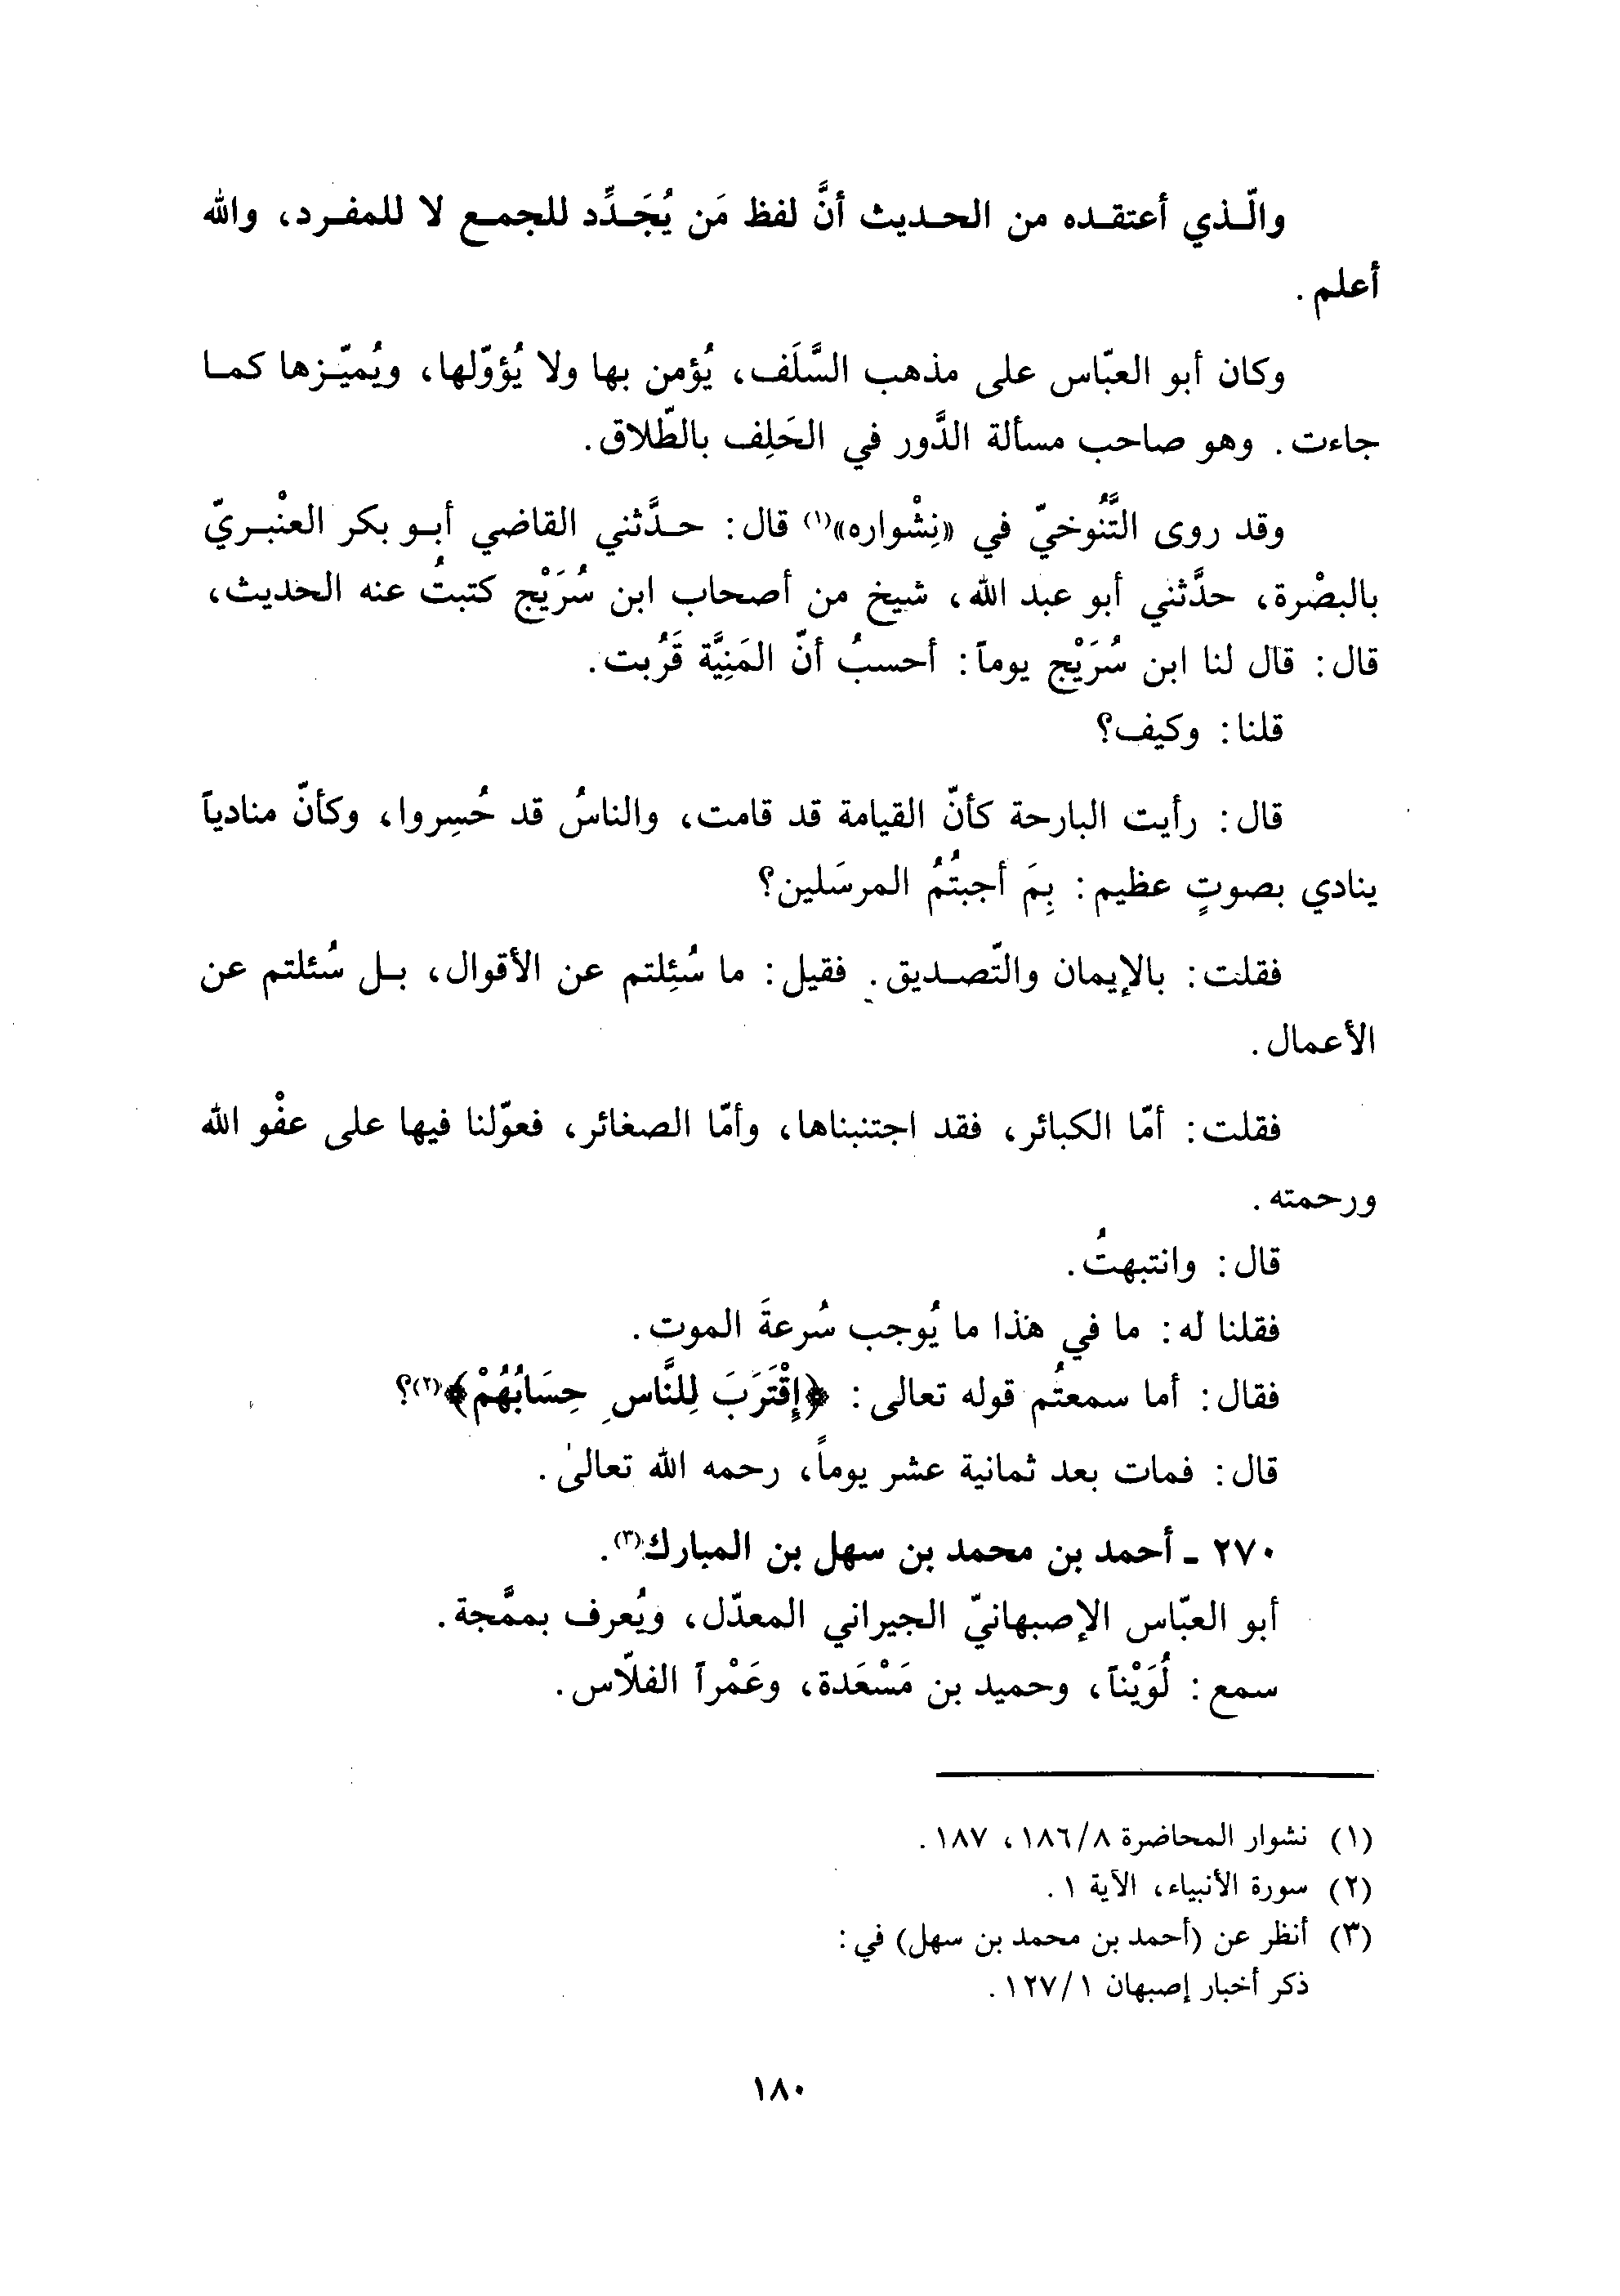 والّذي أعتقده من الحديث أنَّ لفظ مَن يُجَدِّد للجمع لا للمفرد، والله
أعلم.
وكان أبو العبّاس على مذهب السَّلَف، يُؤمن بها ولا يُؤوّلها، ويُميّزها كما
جاءت. وهو صاحب مسألة الدَّور في الحَلِف بالطّلاق.
وقد روى التَّنُوخيّ في «نِشْواره»(١) قال: حدَّثني القاضي أبو بكر العنْبريّ
بالبصْرة، حدَّثني أبو عبد الله، شيخ من أصحاب ابن سُرَيْج كتبتُ عنه الحديث،
قال: قال لنا ابن سُرَيْج يوماً: أحسبُ أنّ المَنِيَّة قَرُبت.
قلنا: وكيف؟
قال: رأيت البارحة كأنّ القيامة قد قامت، والناسُ قد حُسِروا، وكأنّ منادياً
ينادي بصوتٍ عظيم: بِمَ أجبتُمُ المرسَلين؟
فقلت: بالإيمان والتّصديق. فقيل: ما سُئِلتم عن الأقوال، بل سُئلتم عن
الأعمال.
فقلت: أمّا الكبائر، فقد اجتنبناها، وأمّا الصغائر، فعوّلنا فيها على عفْو الله
ورحمته.
قال: وانتبهتُ.
فقلنا له: ما في هذا ما يُوجب سُرعةَ الموت.
فقال: أما سمعتُم قوله تعالى: ﴿إِقْتَرَبَ لِلنَّاسِ حِسَابُهُمْ﴾(٢)؟
قال: فمات بعد ثمانية عشر يوماً، رحمه الله تعالىٰ.
٢٧٠ ـ أحمد بن محمد بن سهل بن المبارك(٣).
أبو العبّاس الإصبهانيّ الجيراني المعدّل، ويُعرف بممَّجة.
سمع: لُوَيْناً، وحميد بن مَسْعَدة، وعَمْراً الفلّاس.
(١) نشوار المحاضرة ١٨٦/٨، ١٨٧.
(٢) سورة الأنبياء، الآية ١.
(٣) أنظر عن (أحمد بن محمد بن سهل) في:
ذكر أخبار إصبهان ١٢٧/١.
١٨٠